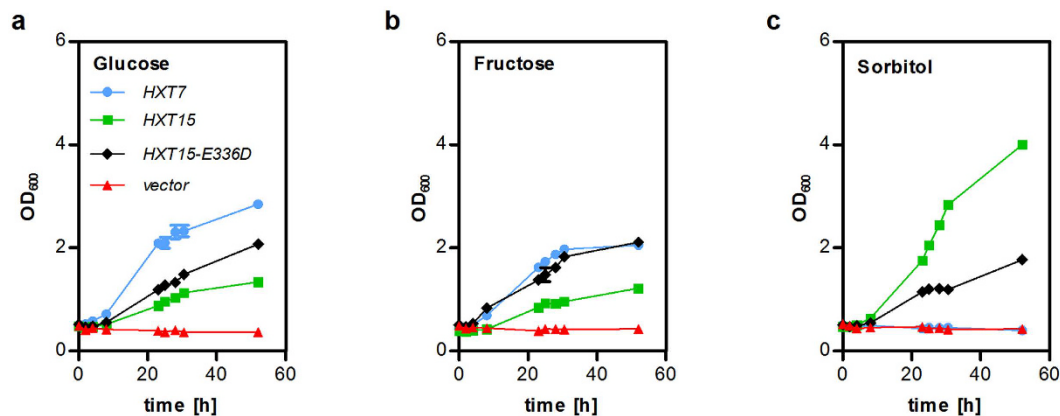 a
6
4
2
0
OD600
Glucose
HXT7
HXT15
HXT15-E336D
vector
0 20 40 60
time [h]
b
6
4
2
0
OD600
Fructose
0 20 40 60
time [h]
c
6
4
2
0
OD600
Sorbitol
0 20 40 60
time [h]